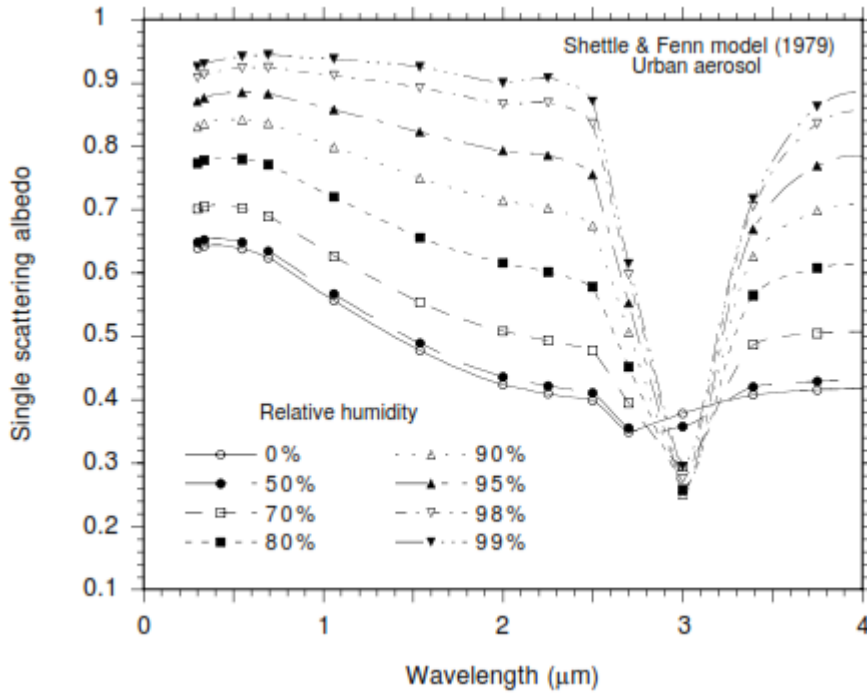 Shettle & Fenn model (1979)
Urban aerosol
Single scattering albedo
1
0.9
0.8
0.7
0.6
0.5
0.4
0.3
0.2
0.1
Relative humidity
0% 90%
50% 95%
70% 98%
80% 99%
0 1 2 3 4
Wavelength (μm)